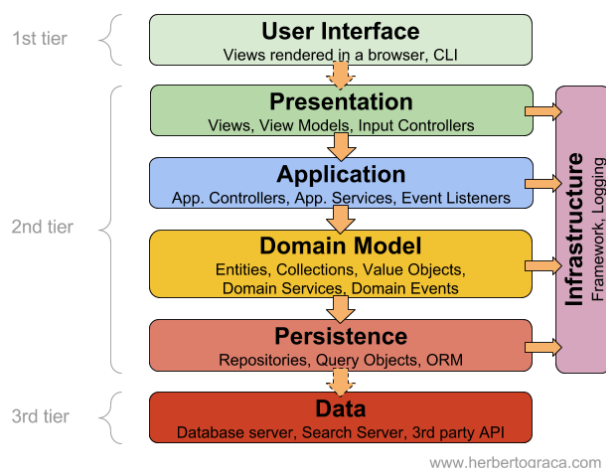 1st tier
User Interface
Views rendered in a browser, CLI
2nd tier
Presentation
Views, View Models, Input Controllers
Application
App. Controllers, App. Services, Event Listeners
Domain Model
Entities, Collections, Value Objects,
Domain Services, Domain Events
Persistence
Repositories, Query Objects, ORM
Infrastructure
Framework, Logging
3rd tier
Data
Database server, Search Server, 3rd party API
www.herbertograca.com